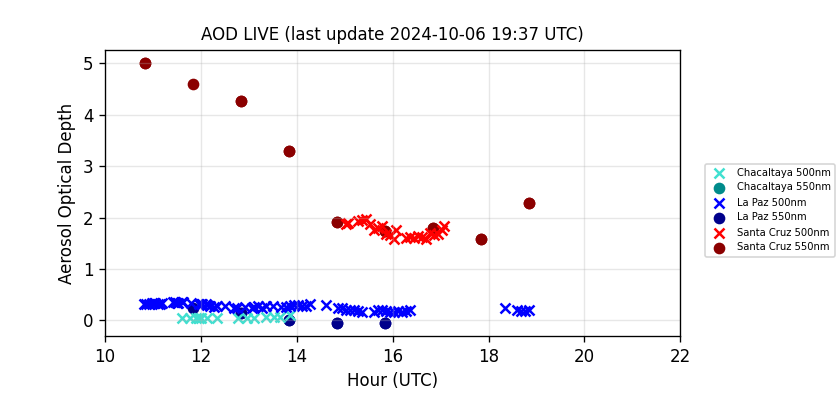 AOD LIVE (last update 2024-10-06 19:37 UTC)
5
4
3
2
1
0
Aerosol Optical Depth
10 12 14 16 18 20 22
Hour (UTC)
Chacaltaya 500nm
Chacaltaya 550nm
La Paz 500nm
La Paz 550nm
Santa Cruz 500nm
Santa Cruz 550nm